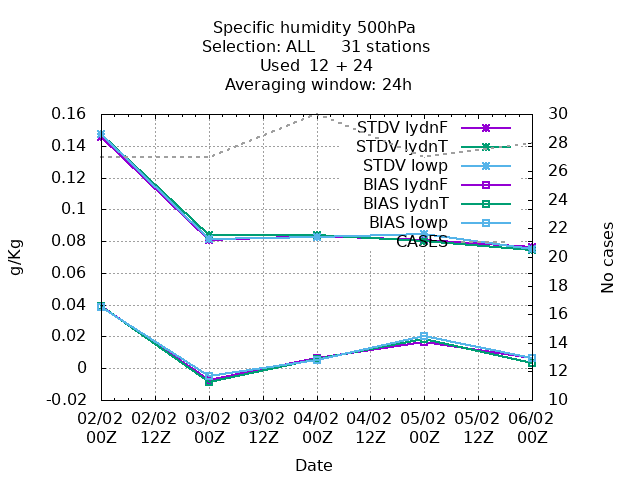 Specific humidity 500hPa
Selection: ALL     31 stations
Used  12 + 24
Averaging window: 24h
g/Kg
0.16
0.14
0.12
0.1
0.08
0.06
0.04
0.02
0
-0.02
STDV lydnF
STDV lydnT
STDV lowp
BIAS lydnF
BIAS lydnT
BIAS lowp
CASES
30
28
26
24
22
20
18
16
14
12
10
No cases
02/02 02/02 03/02 03/02 04/02 04/02 05/02 05/02 06/02
00Z 12Z 00Z 12Z 00Z 12Z 00Z 12Z 00Z
Date